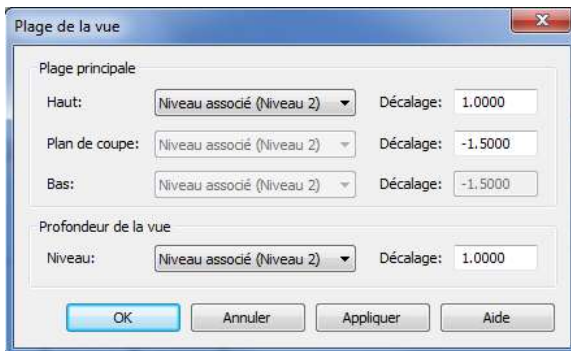 Plage de la vue
Plage principale
Haut: Niveau associé (Niveau 2) Décalage: 1.0000
Plan de coupe: Niveau associé (Niveau 2) Décalage: -1.5000
Bas: Niveau associé (Niveau 2) Décalage: -1.5000
Profondeur de la vue
Niveau: Niveau associé (Niveau 2) Décalage: 1.0000
OK Annuler Appliquer Aide